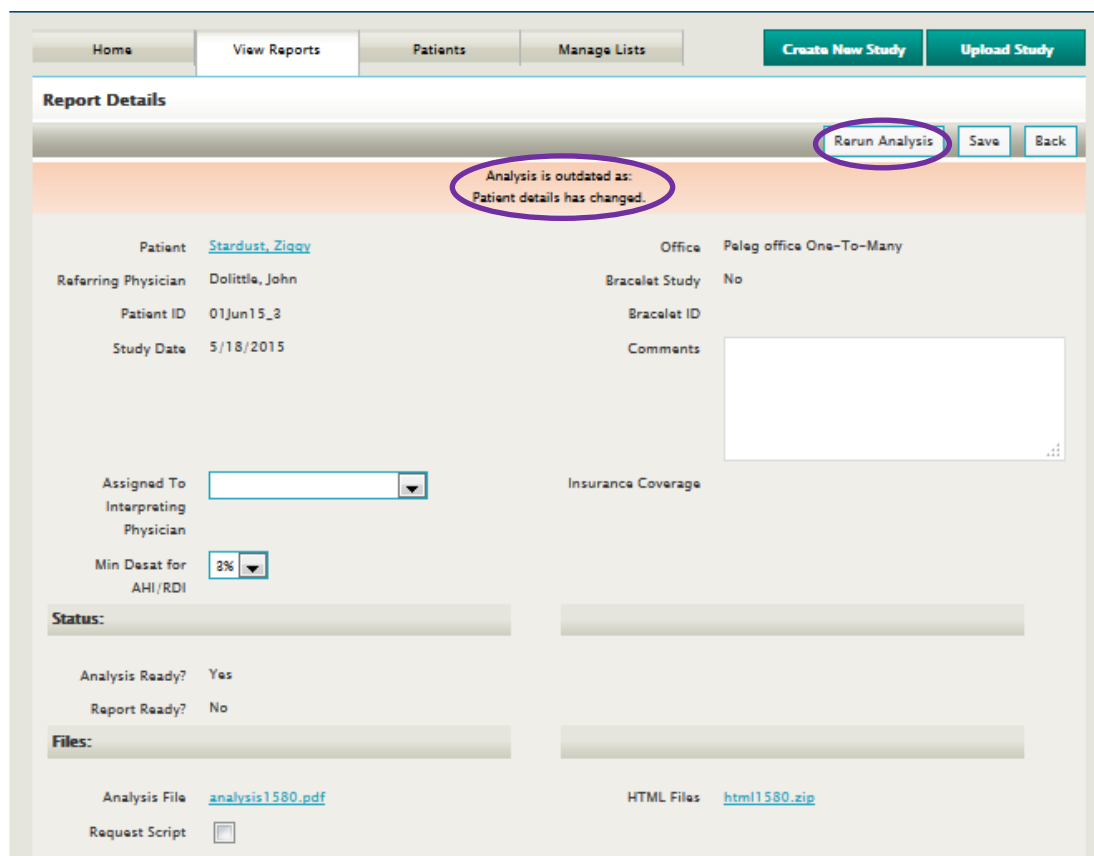 Home View Reports Patients Manage Lists Create New Study Upload Study
Report Details
Rerun Analysis Save Back
Analysis is outdated as:
Patient details has changed.
Patient Stardust, Ziggy Office Peleg office One-To-Many
Referring Physician Dolittle, John Bracelet Study No
Patient ID 01Jun15_3 Bracelet ID
Study Date 5/18/2015 Comments
Assigned To Insurance Coverage
Interpreting
Physician
Min Desat for 3%
AHI/RDI
Status:
Analysis Ready? Yes
Report Ready? No
Files:
Analysis File analysis1580.pdf HTML Files html1580.zip
Request Script